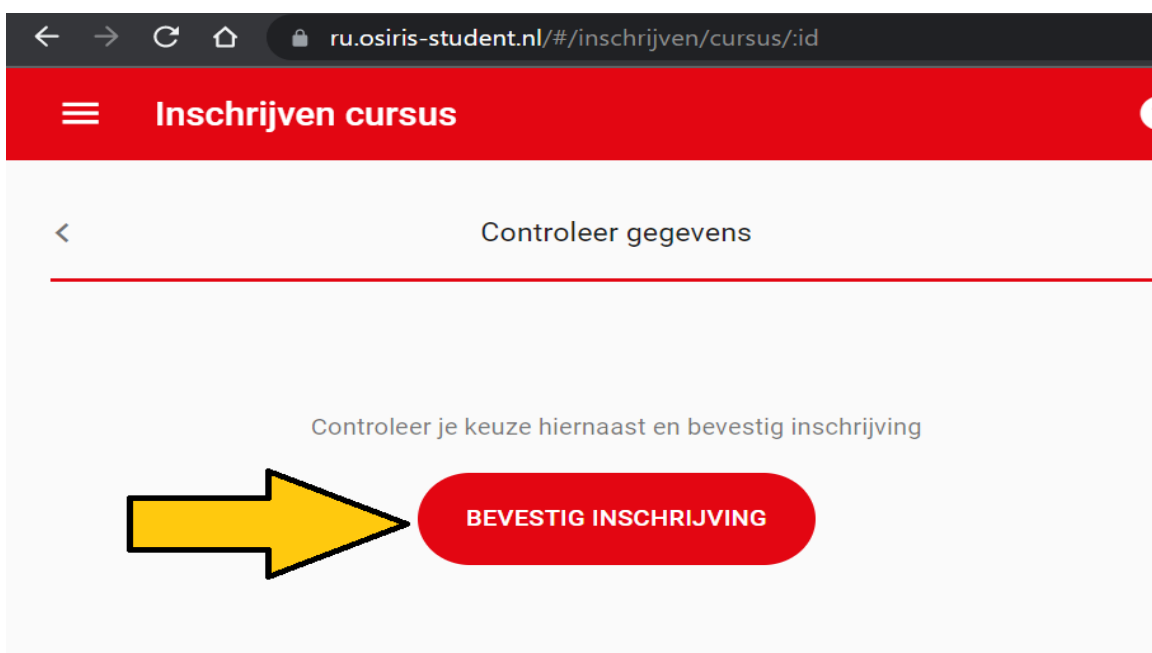 ru.osiris-student.nl/#/inschrijven/cursus/:id
Inschrijven cursus
Controleer gegevens
Controleer je keuze hiernaast en bevestig inschrijving
BEVESTIG INSCHRIJVING